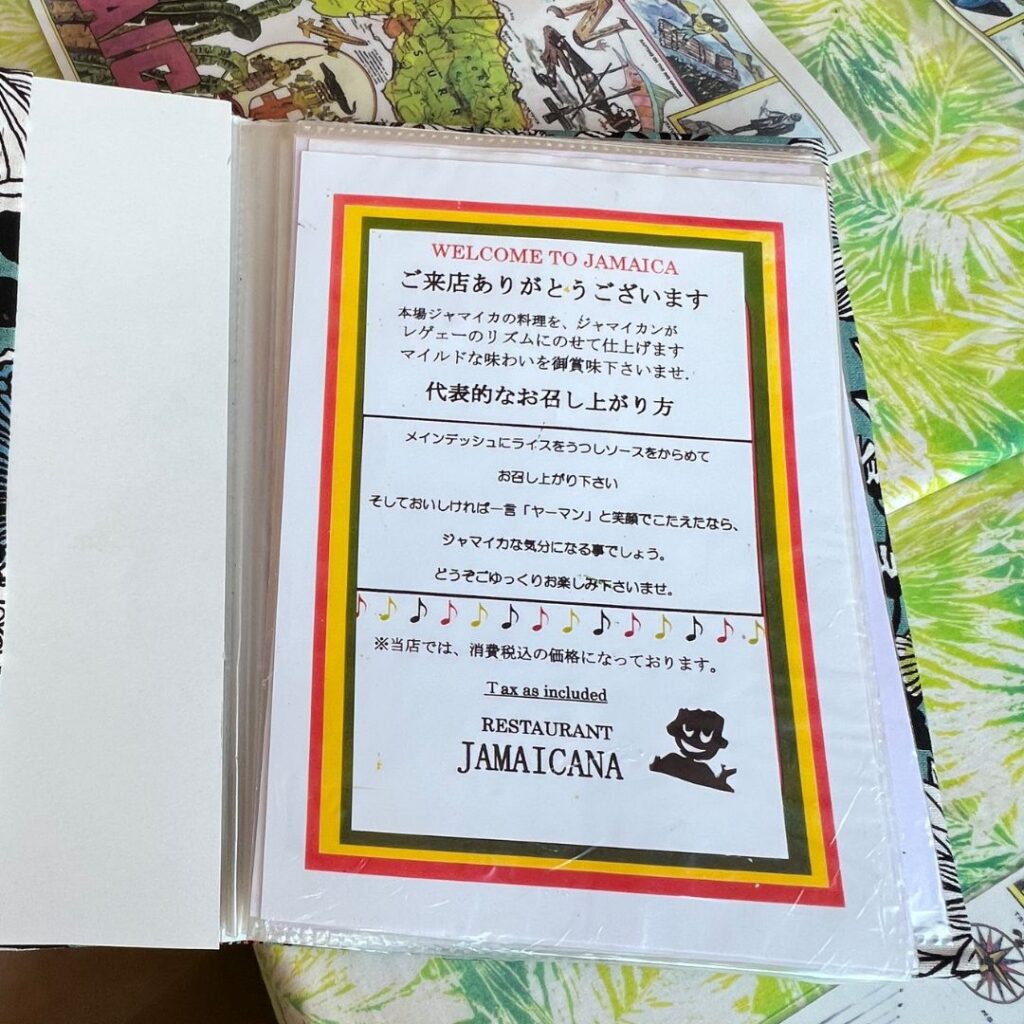 WELCOME TO JAMAICA
ご来店ありがとうございます
本場ジャマイカの料理を、ジャマイカンが
レゲェーのリズムにのせて仕上げます
マイルドな味わいを御賞味下さいませ.
代表的なお召し上がり方
メインデッシュにライスをうつしソースをからめて
お召し上がり下さい
そしておいしければ一言「ヤーマン」と笑顔でこたえたなら、
ジャマイカな気分になる事でしょう。
どうぞごゆっくりお楽しみ下さいませ。
※当店では、消費税込の価格になっております。
Tax as included
RESTAURANT
JAMAICANA